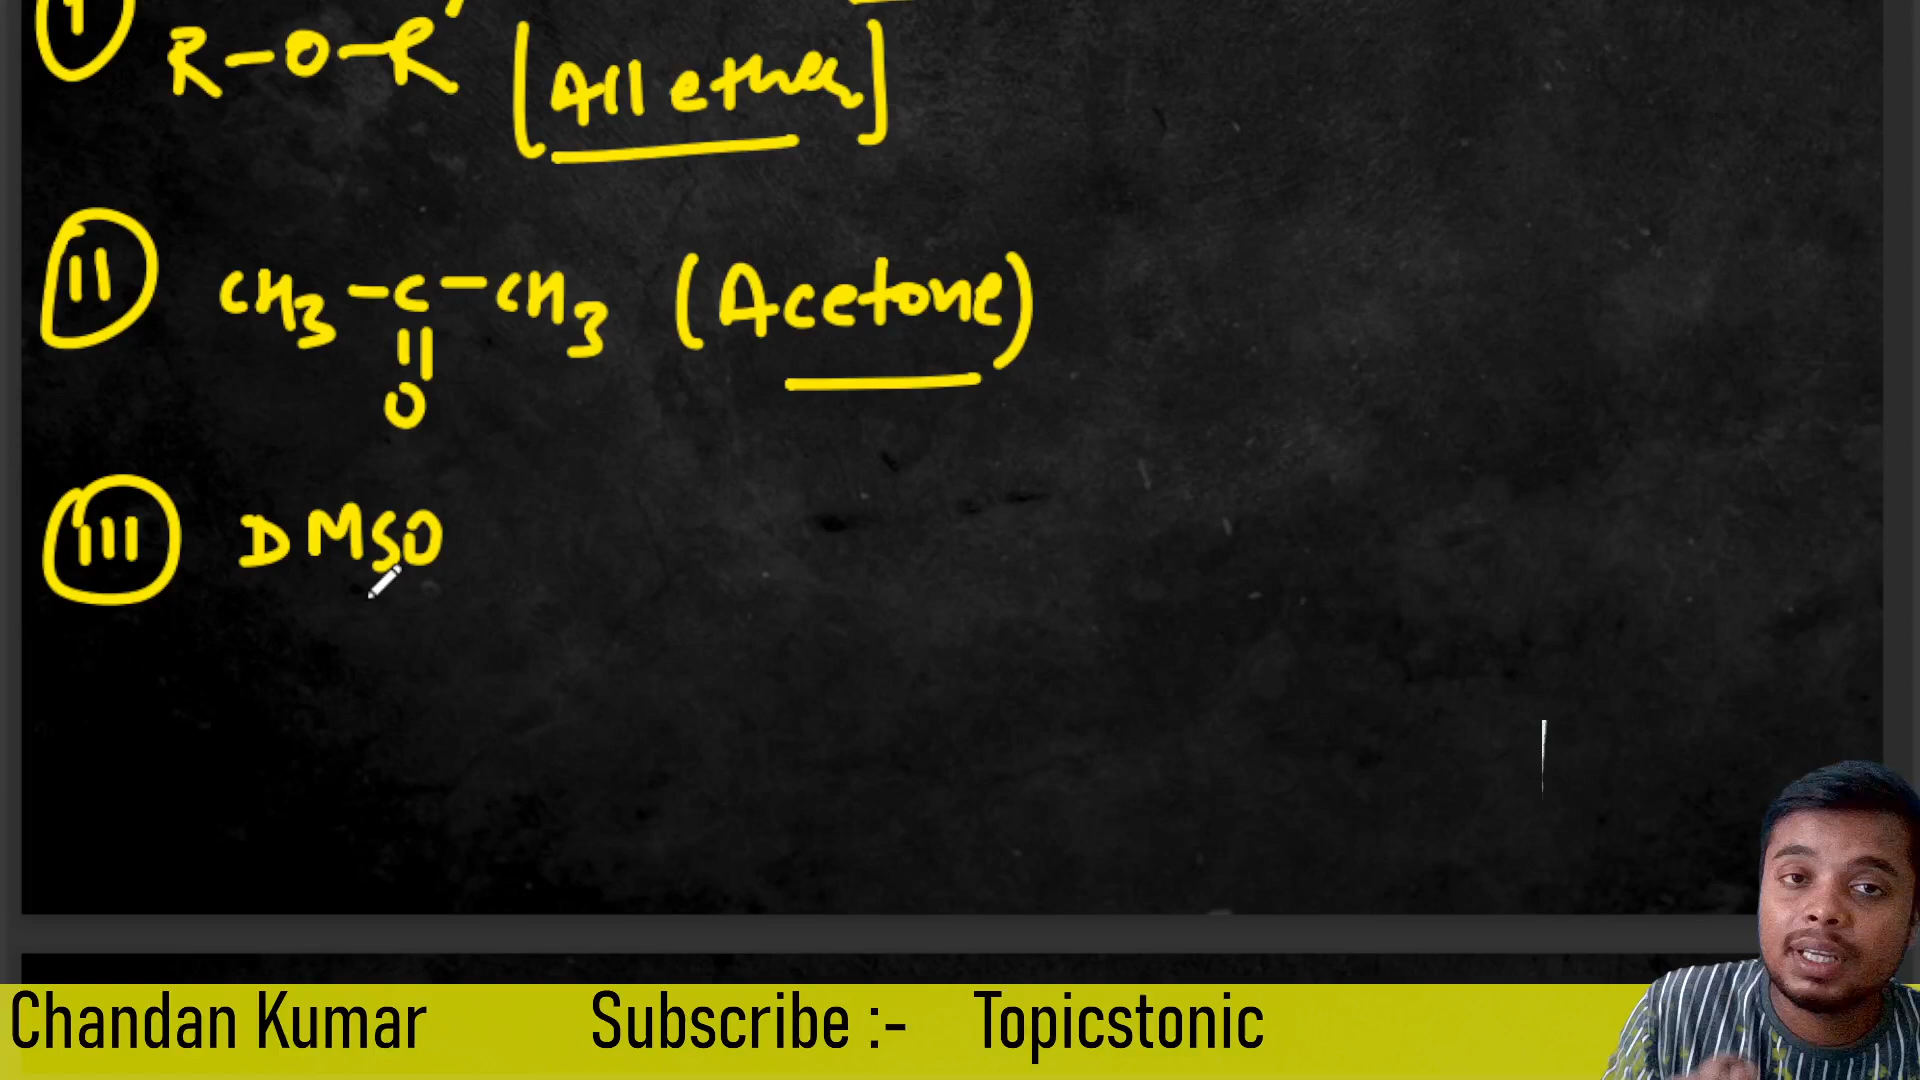 I R-O-R' [All ether]
II CH3-C-CH3 (Acetone)
||
O
III DMSO
Chandan Kumar Subscribe :- Topicstonic